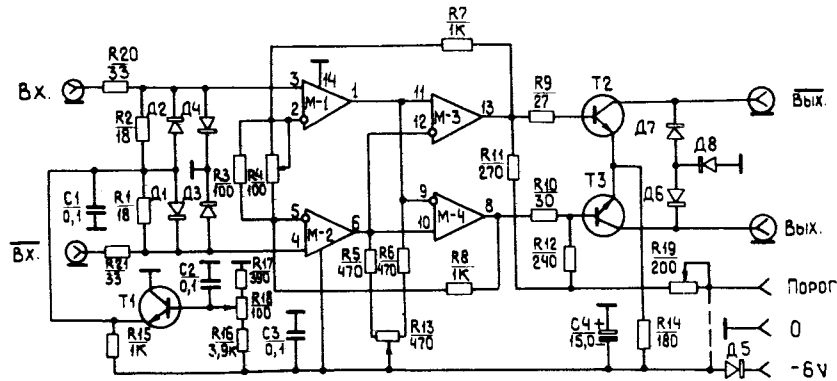 R7
1K
R20
33
Вх.
Д2
Д4
3
14
M-1
1
2
R2
18
11
M-3
13
12
R9
27
T2
Вых.
Д7
Д8
R3
100
R4
100
R11
270
C1
0,1
R1
18
Д1
Д3
5
M-2
6
4
9
M-4
8
10
R10
30
T3
Д6
Вх.
R21
33
R5
470
R6
470
R8
1K
R12
240
Вых.
R19
200
Порог
T1
C2
0,1
R17
390
R18
100
R16
3,9K
C3
0,1
R13
470
C4
15,0
+
R14
180
0
R15
1K
Д5
-6V